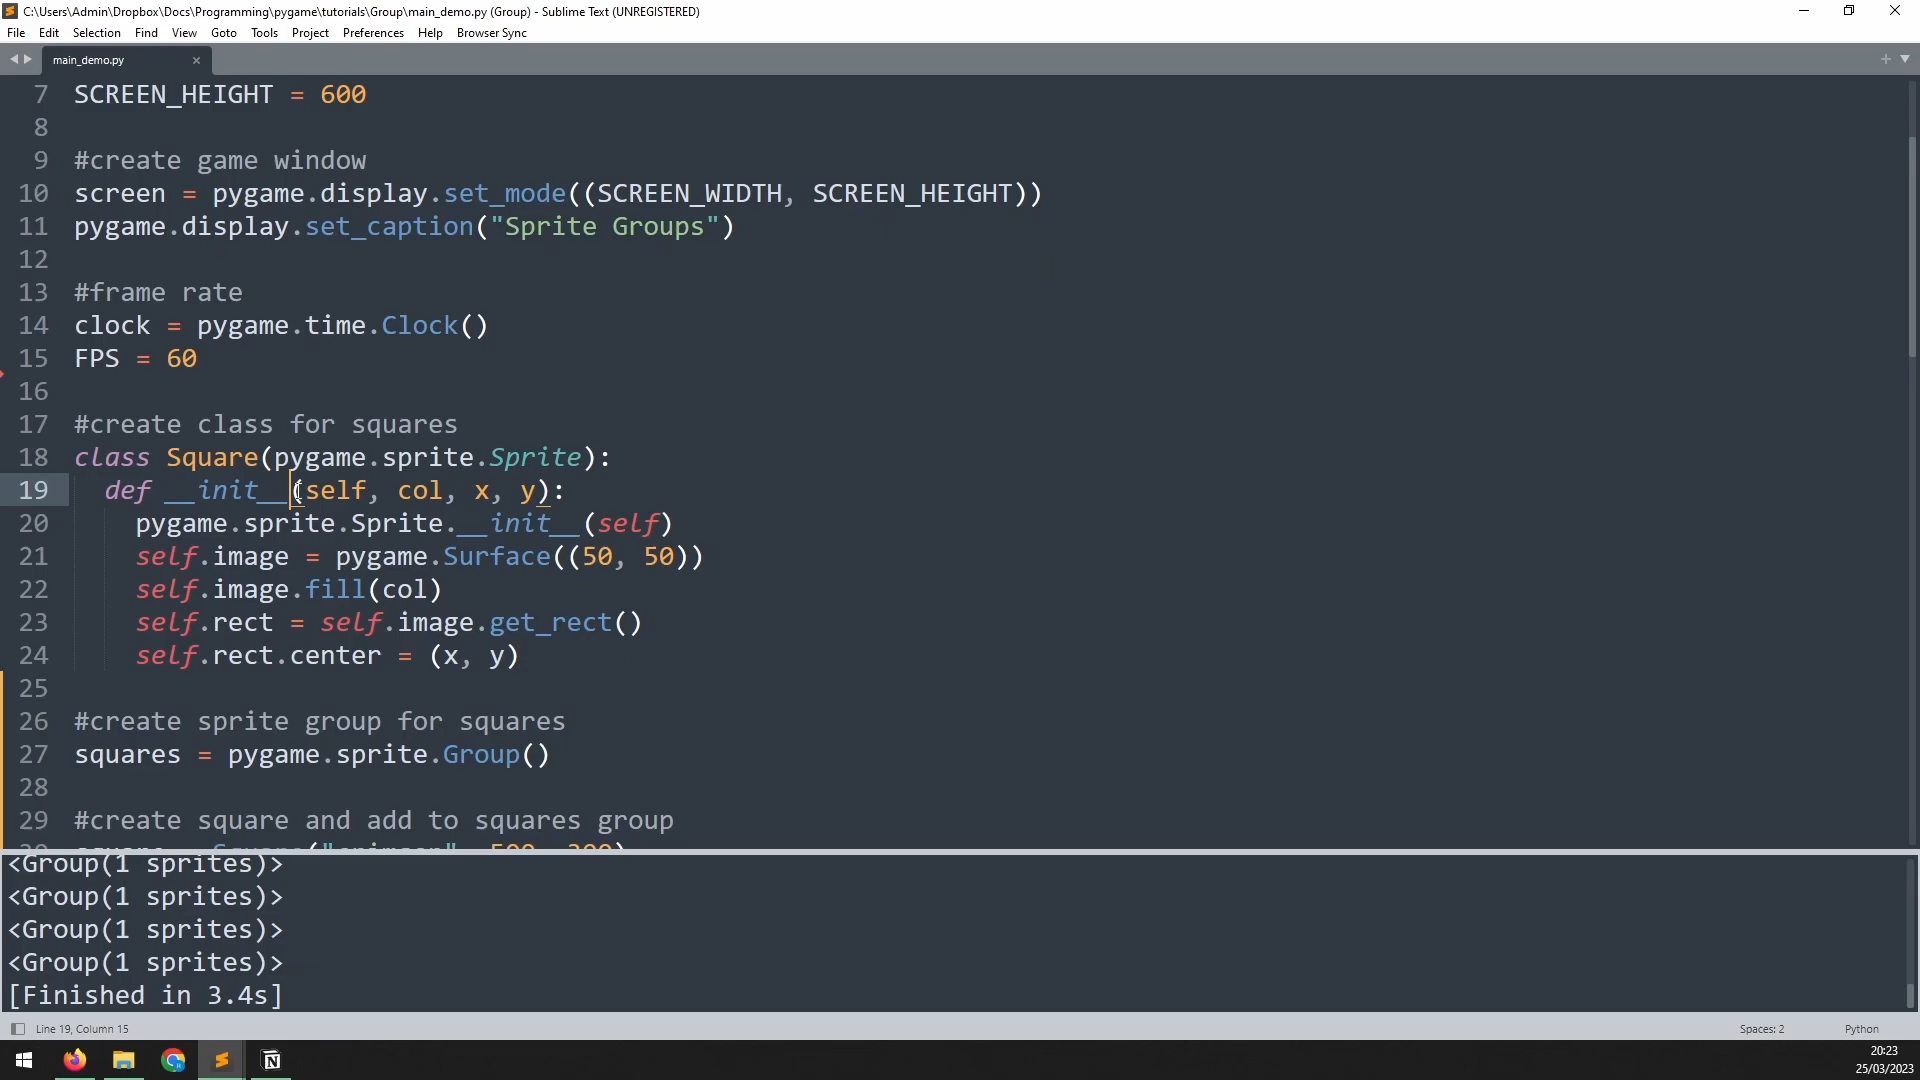 C:\Users\Admin\Dropbox\Docs\Programming\pygame\tutorials\Group\main_demo.py (Group) - Sublime Text (UNREGISTERED)
File Edit Selection Find View Goto Tools Project Preferences Help Browser Sync
main_demo.py
7 SCREEN_HEIGHT = 600
8
9 #create game window
10 screen = pygame.display.set_mode((SCREEN_WIDTH, SCREEN_HEIGHT))
11 pygame.display.set_caption("Sprite Groups")
12
13 #frame rate
14 clock = pygame.time.Clock()
15 FPS = 60
16
17 #create class for squares
18 class Square(pygame.sprite.Sprite):
19 def __init__(self, col, x, y):
20 pygame.sprite.Sprite.__init__(self)
21 self.image = pygame.Surface((50, 50))
22 self.image.fill(col)
23 self.rect = self.image.get_rect()
24 self.rect.center = (x, y)
25
26 #create sprite group for squares
27 squares = pygame.sprite.Group()
28
29 #create square and add to squares group
<Group(1 sprites)>
<Group(1 sprites)>
<Group(1 sprites)>
<Group(1 sprites)>
[Finished in 3.4s]
Line 19, Column 15
Spaces: 2
Python
20:23
25/03/2023